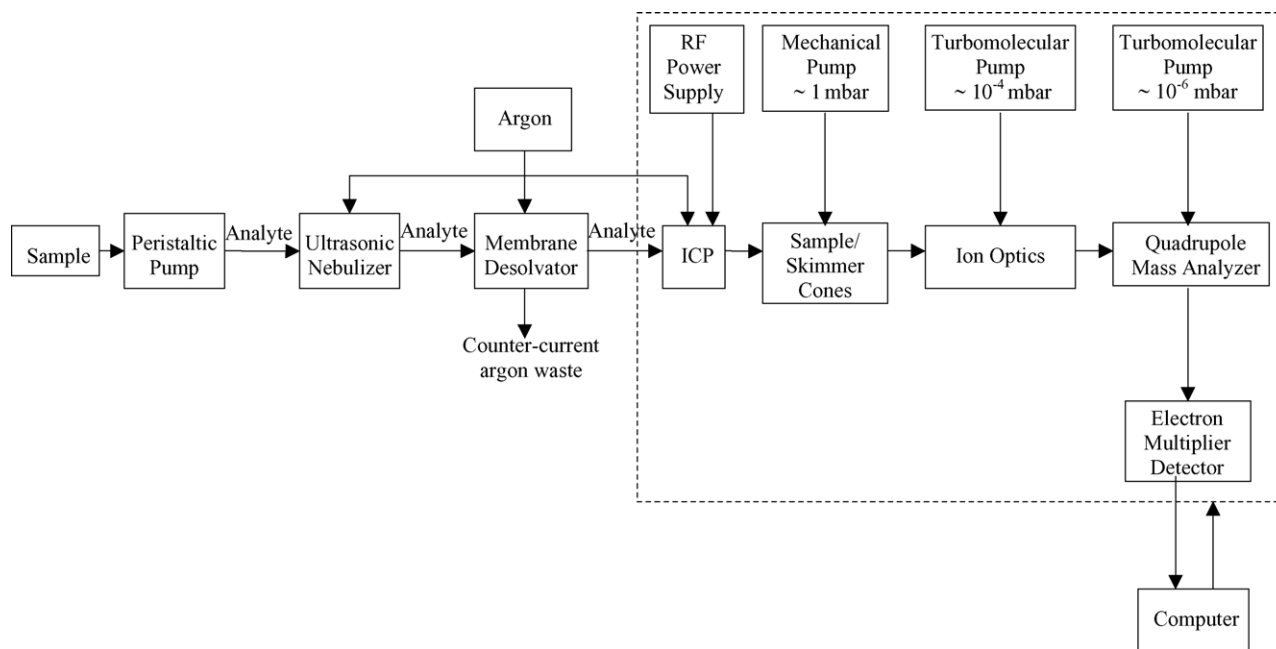 RF
Power
Supply
Mechanical
Pump
~ 1 mbar
Turbomolecular
Pump
~ 10⁻⁴ mbar
Turbomolecular
Pump
~ 10⁻⁶ mbar
Argon
Sample
Peristaltic
Pump
Analyte
Ultrasonic
Nebulizer
Analyte
Membrane
Desolvator
Analyte
ICP
Sample/
Skimmer
Cones
Ion Optics
Quadrupole
Mass Analyzer
Counter-current
argon waste
Electron
Multiplier
Detector
Computer